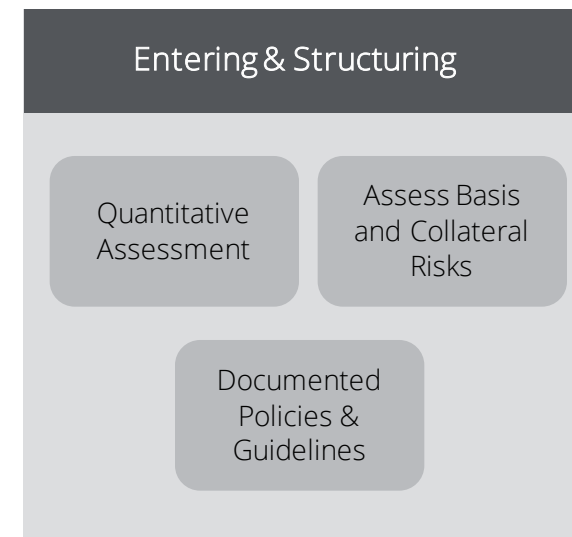 Entering & Structuring
Quantitative
Assessment
Assess Basis
and Collateral
Risks
Documented
Policies &
Guidelines